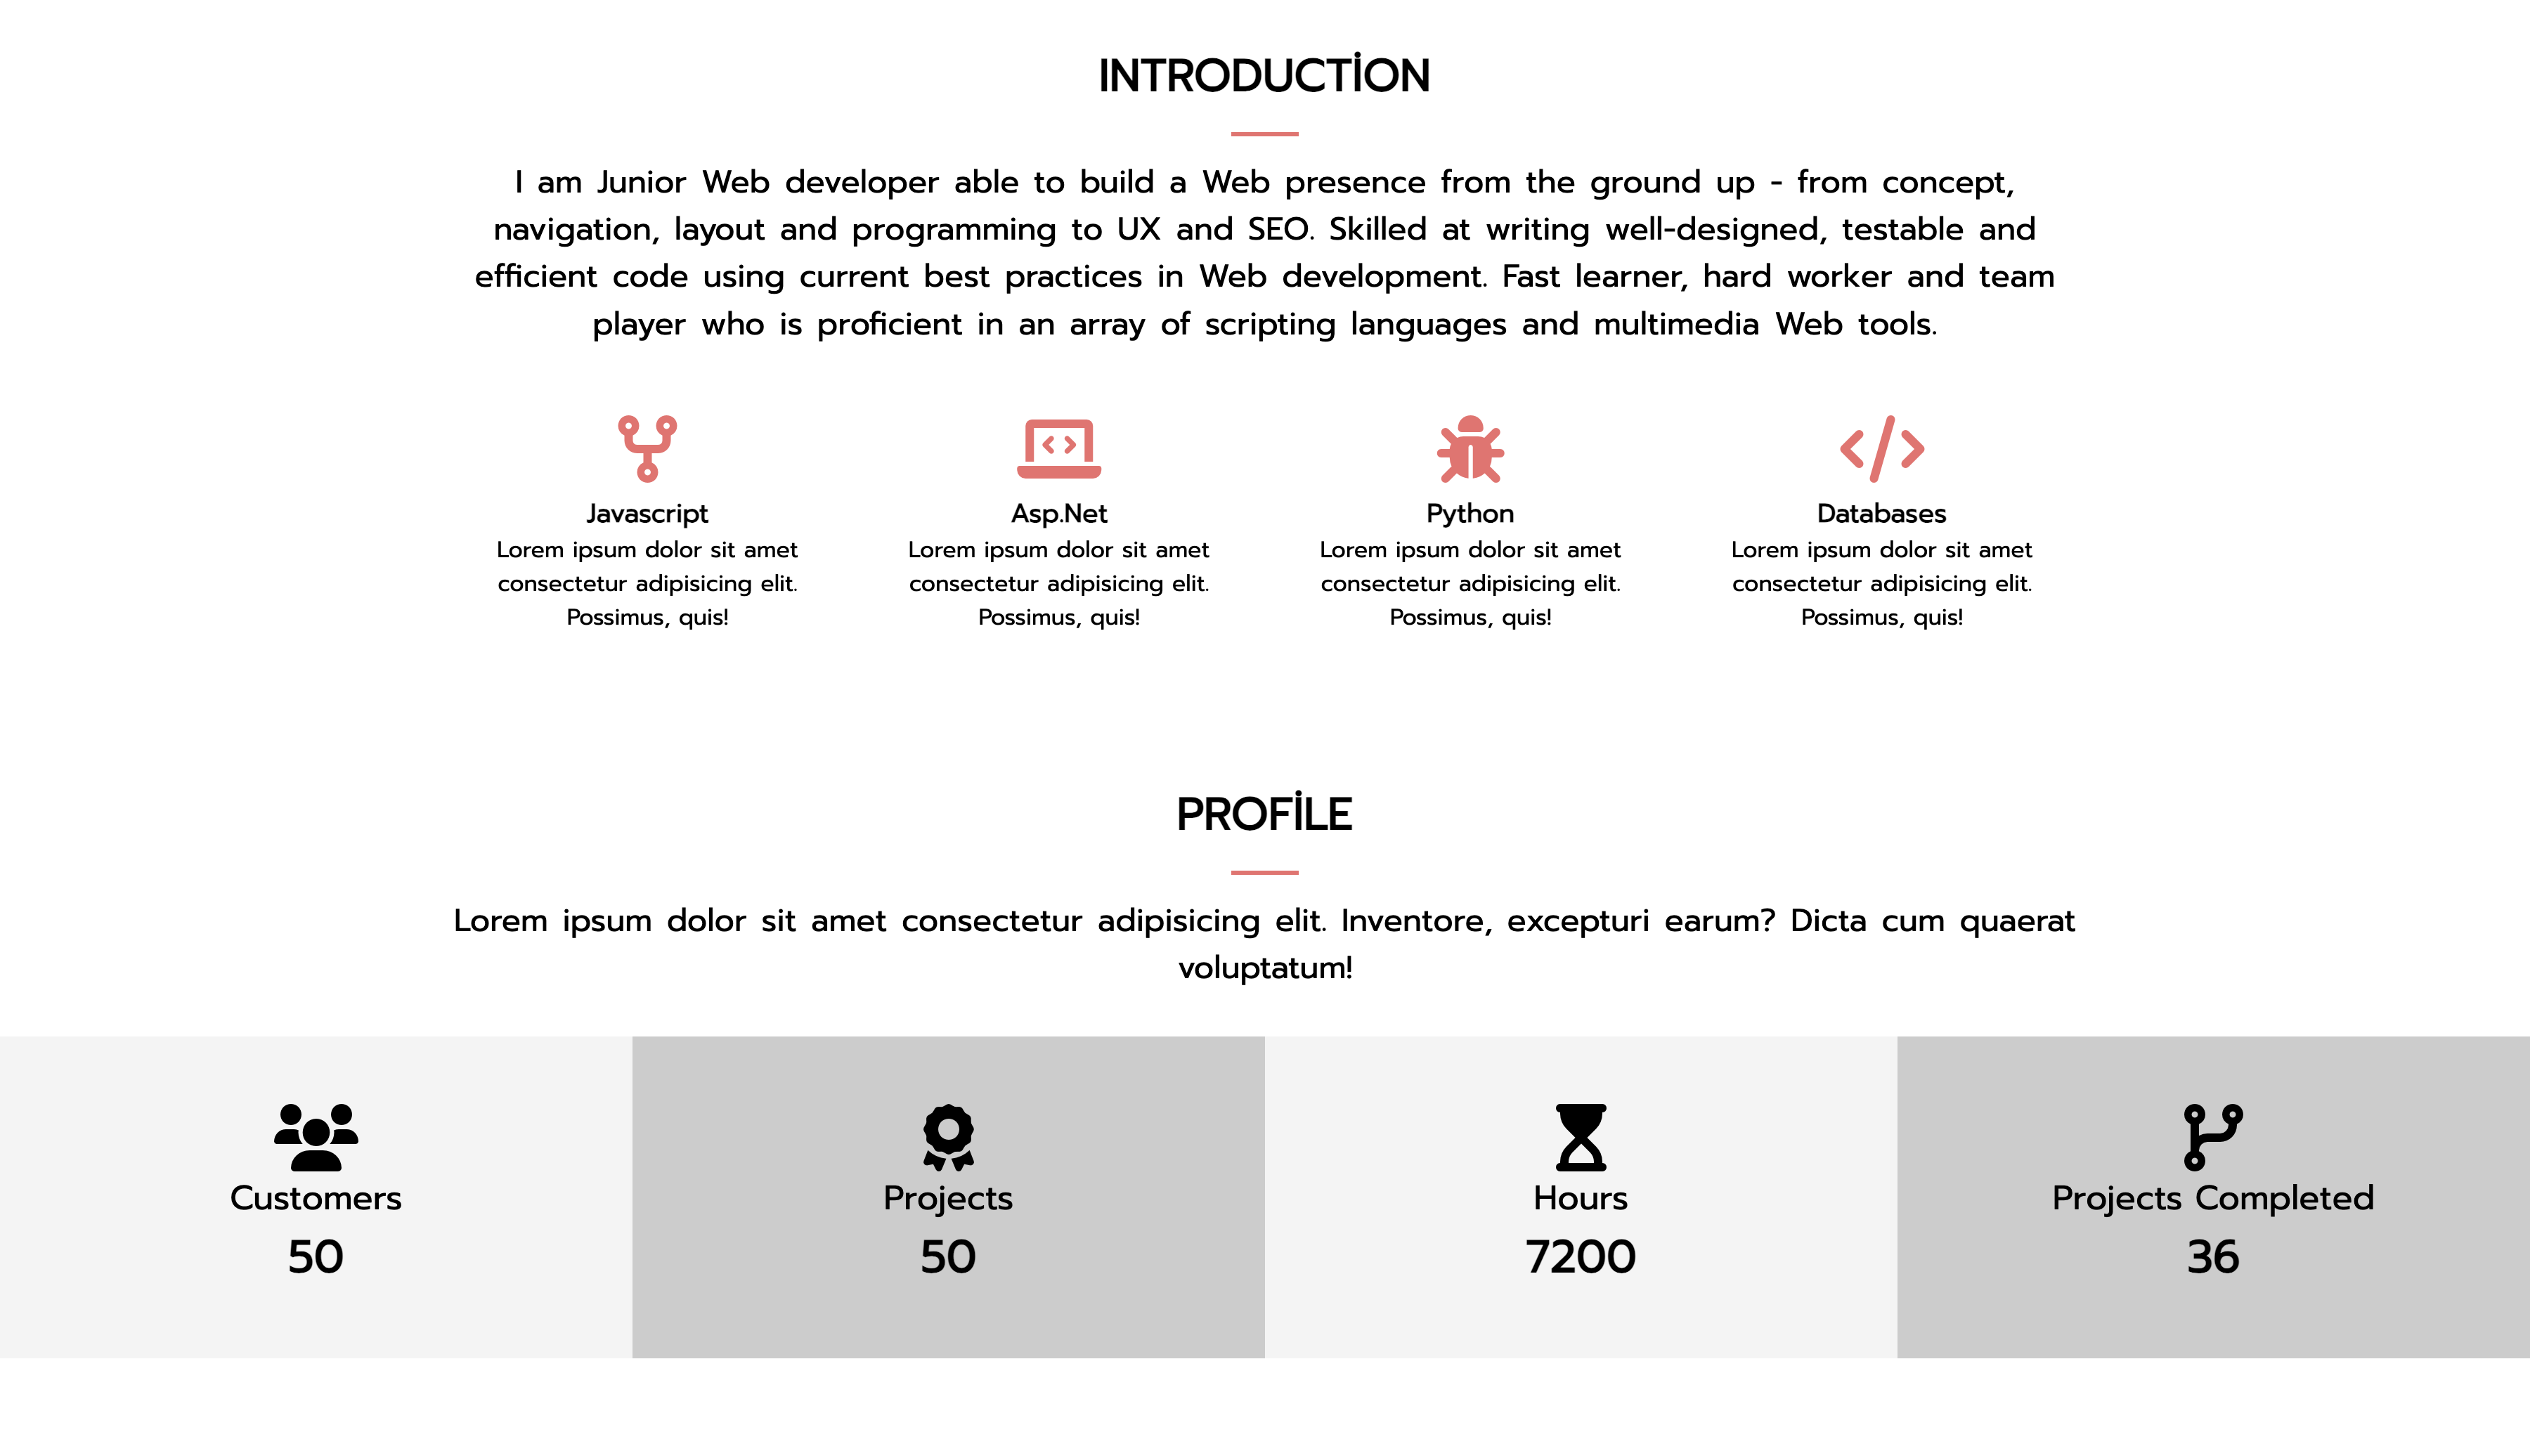 INTRODUCTİON
I am Junior Web developer able to build a Web presence from the ground up - from concept,
navigation, layout and programming to UX and SEO. Skilled at writing well-designed, testable and
efficient code using current best practices in Web development. Fast learner, hard worker and team
player who is proficient in an array of scripting languages and multimedia Web tools.
Javascript
Lorem ipsum dolor sit amet
consectetur adipisicing elit.
Possimus, quis!
Asp.Net
Lorem ipsum dolor sit amet
consectetur adipisicing elit.
Possimus, quis!
Python
Lorem ipsum dolor sit amet
consectetur adipisicing elit.
Possimus, quis!
Databases
Lorem ipsum dolor sit amet
consectetur adipisicing elit.
Possimus, quis!
PROFİLE
Lorem ipsum dolor sit amet consectetur adipisicing elit. Inventore, excepturi earum? Dicta cum quaerat
voluptatum!
Customers
50
Projects
50
Hours
7200
Projects Completed
36